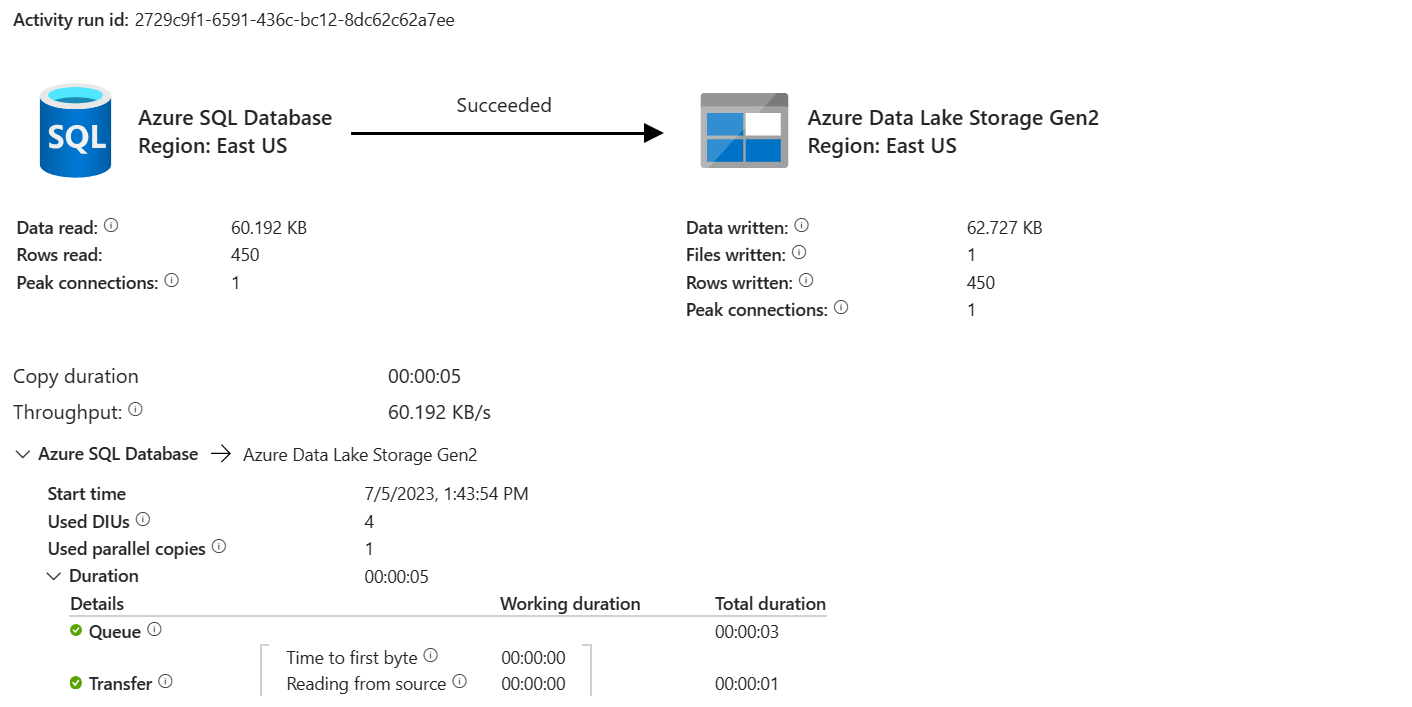 Activity run id: 2729c9f1-6591-436c-bc12-8dc62c62a7ee
Succeeded
SQL
Azure SQL Database
Region: East US
Azure Data Lake Storage Gen2
Region: East US
Data read: 60.192 KB
Rows read: 450
Peak connections: 1
Data written: 62.727 KB
Files written: 1
Rows written: 450
Peak connections: 1
Copy duration 00:00:05
Throughput: 60.192 KB/s
Azure SQL Database → Azure Data Lake Storage Gen2
Start time 7/5/2023, 1:43:54 PM
Used DIUs 4
Used parallel copies 1
Duration 00:00:05
Details Working duration Total duration
Queue 00:00:03
Time to first byte 00:00:00
Transfer Reading from source 00:00:00 00:00:01